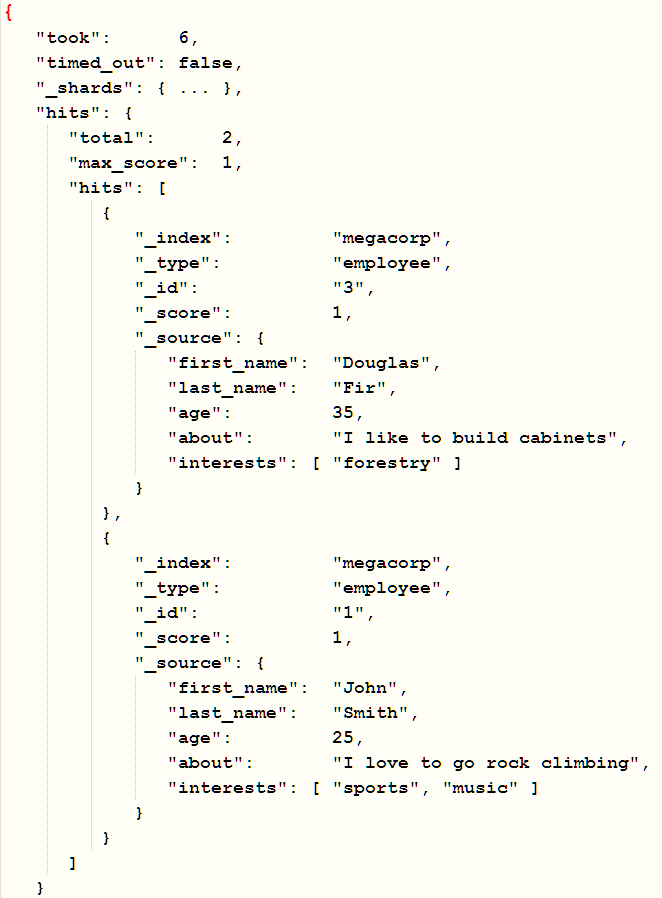 {
"took": 6,
"timed_out": false,
"_shards": { ... },
"hits": {
"total": 2,
"max_score": 1,
"hits": [
{
"_index": "megacorp",
"_type": "employee",
"_id": "3",
"_score": 1,
"_source": {
"first_name": "Douglas",
"last_name": "Fir",
"age": 35,
"about": "I like to build cabinets",
"interests": [ "forestry" ]
}
},
{
"_index": "megacorp",
"_type": "employee",
"_id": "1",
"_score": 1,
"_source": {
"first_name": "John",
"last_name": "Smith",
"age": 25,
"about": "I love to go rock climbing",
"interests": [ "sports", "music" ]
}
}
]
}